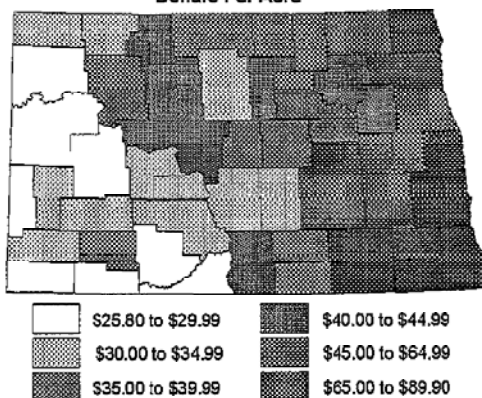 Dollars Per Acre
$25.80 to $29.99
$30.00 to $34.99
$35.00 to $39.99
$40.00 to $44.99
$45.00 to $64.99
$65.00 to $89.90